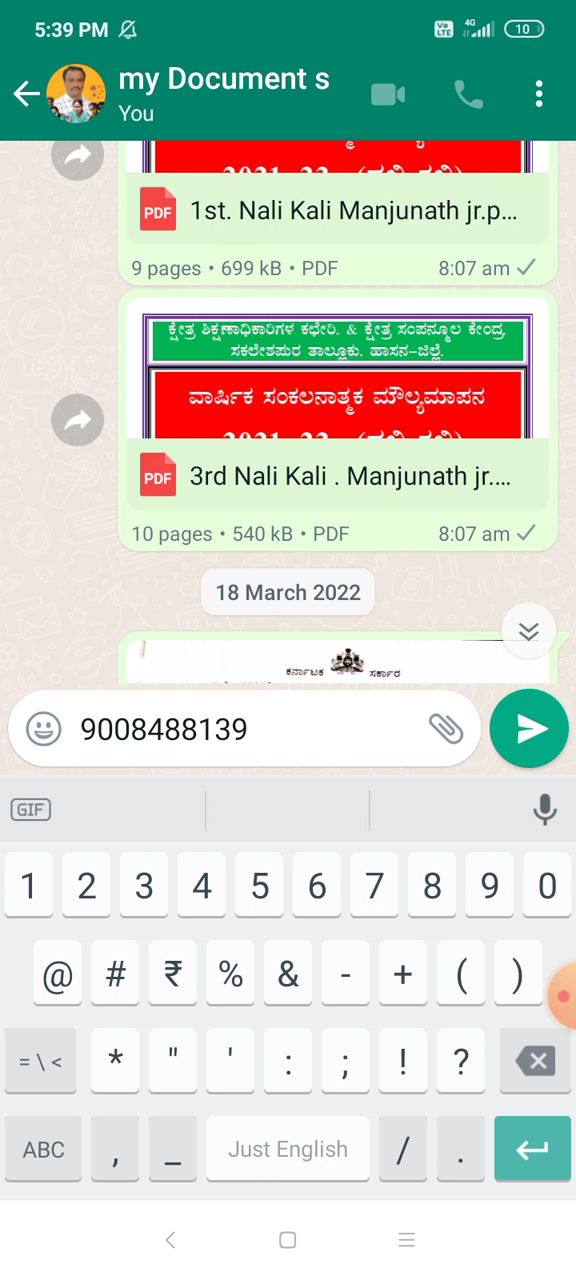 5:39 PM
Vo LTE 4G 10
my Document s
You
PDF 1st. Nali Kali Manjunath jr.p...
9 pages • 699 kB • PDF 8:07 am
ಕ್ಷೇತ್ರ ಶಿಕ್ಷಣಾಧಿಕಾರಿಗಳ ಕಛೇರಿ. & ಕ್ಷೇತ್ರ ಸಂಪನ್ಮೂಲ ಕೇಂದ್ರ,
ಸಕಲೇಶಪುರ ತಾಲ್ಲೂಕು. ಹಾಸನ-ಜಿಲ್ಲೆ.
ವಾರ್ಷಿಕ ಸಂಕಲನಾತ್ಮಕ ಮೌಲ್ಯಮಾಪನ
PDF 3rd Nali Kali . Manjunath jr....
10 pages • 540 kB • PDF 8:07 am
18 March 2022
ಕರ್ನಾಟಕ ಸರ್ಕಾರ
9008488139
GIF
1 2 3 4 5 6 7 8 9 0
@ # ₹ % & - + ( )
= \ < * " ' : ; ! ?
ABC , _ Just English / .